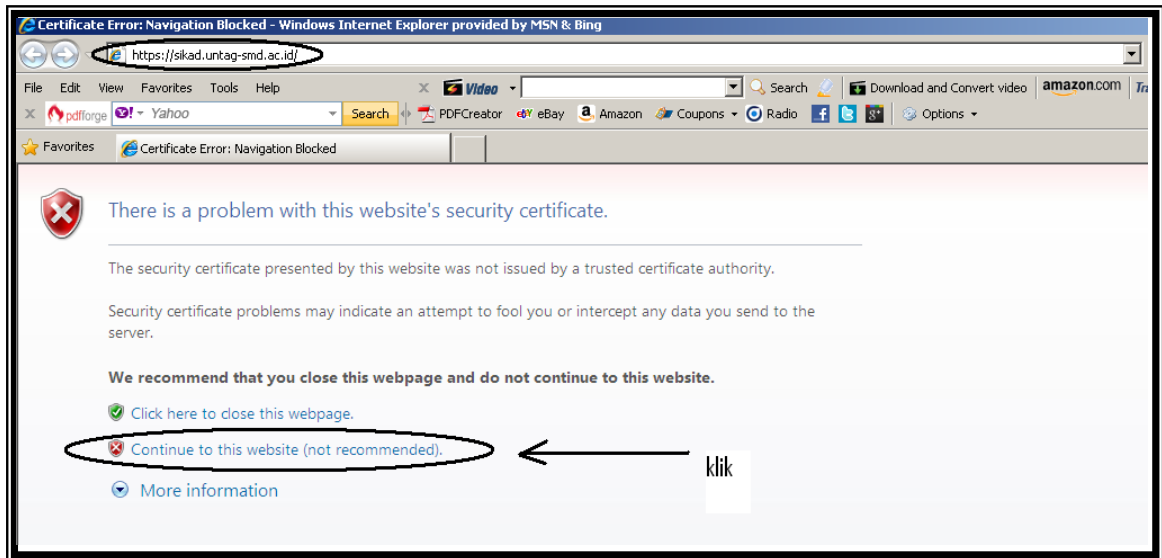 Certificate Error: Navigation Blocked - Windows Internet Explorer provided by MSN & Bing
https://sikad.untag-smd.ac.id/
File Edit View Favorites Tools Help x Video Search Download and Convert video amazon.com Tra
x pdfforge Y! - Yahoo Search PDFCreator eBay eBay a Amazon Coupons Radio f Options
Favorites Certificate Error: Navigation Blocked
There is a problem with this website's security certificate.
The security certificate presented by this website was not issued by a trusted certificate authority.
Security certificate problems may indicate an attempt to fool you or intercept any data you send to the
server.
We recommend that you close this webpage and do not continue to this website.
Click here to close this webpage.
Continue to this website (not recommended).
klik
More information